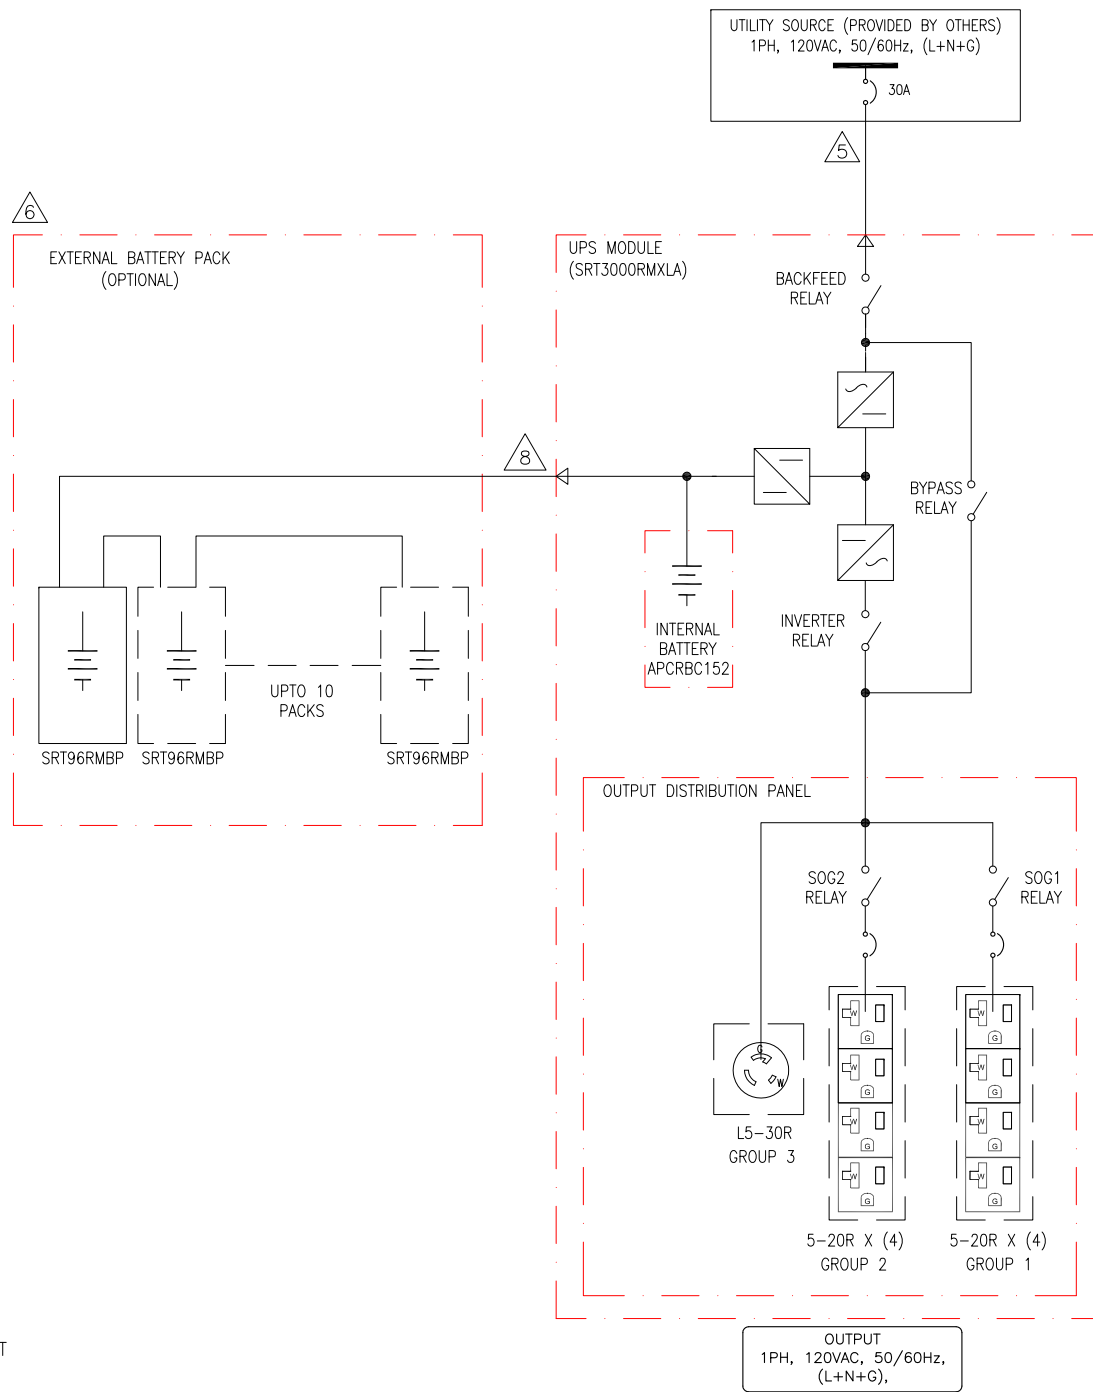 UTILITY SOURCE (PROVIDED BY OTHERS)
1PH, 120VAC, 50/60Hz, (L+N+G)
30A
5
6
EXTERNAL BATTERY PACK
(OPTIONAL)
UPS MODULE
(SRT3000RMXLA)
BACKFEED
RELAY
8
BYPASS
RELAY
INTERNAL
BATTERY
APCRBC152
INVERTER
RELAY
UPTO 10
PACKS
SRT96RMBP
SRT96RMBP
SRT96RMBP
OUTPUT DISTRIBUTION PANEL
SOG2
RELAY
SOG1
RELAY
G
W
W
G
W
G
W
G
W
G
W
G
W
G
W
G
W
G
L5-30R
GROUP 3
5-20R X (4)
GROUP 2
5-20R X (4)
GROUP 1
OUTPUT
1PH, 120VAC, 50/60Hz,
(L+N+G),
T